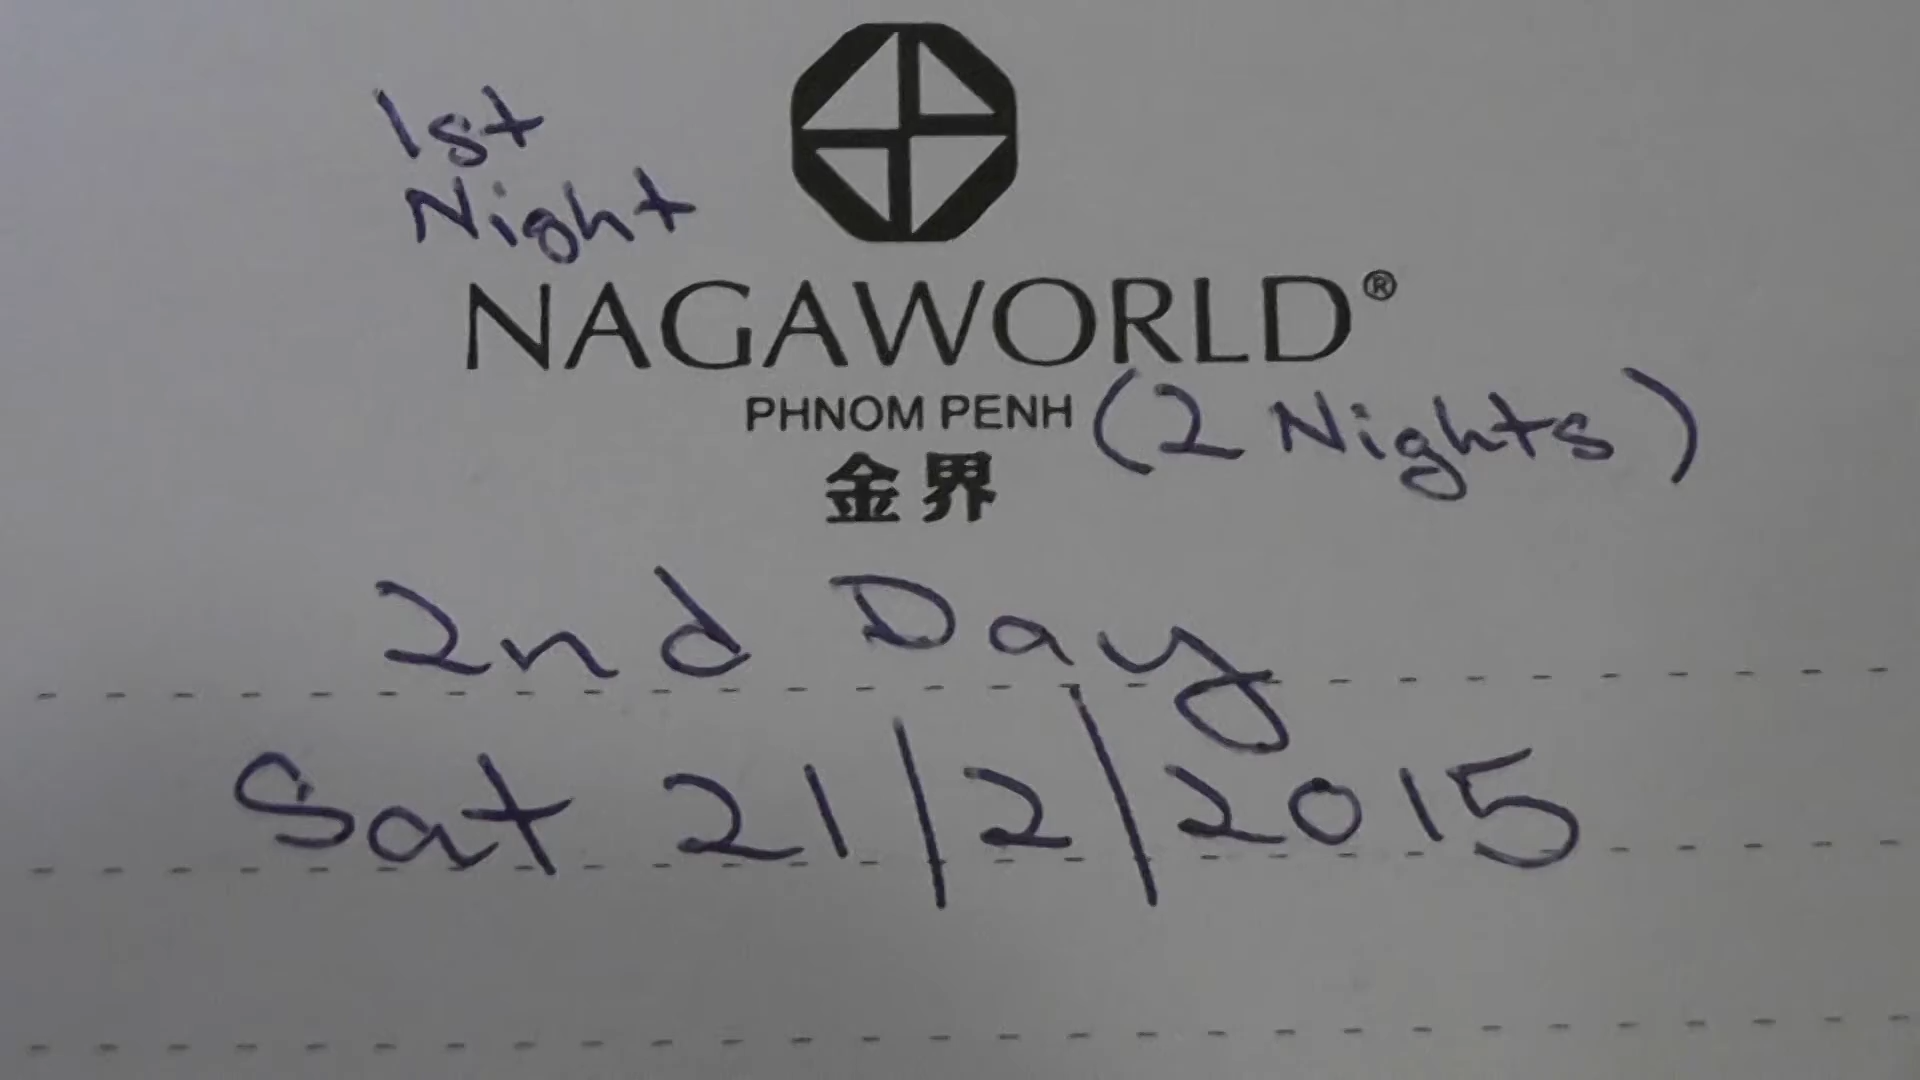 1st
Night
NAGAWORLD®
PHNOM PENH (2 Nights)
金界
2nd Day
Sat 21/2/2015